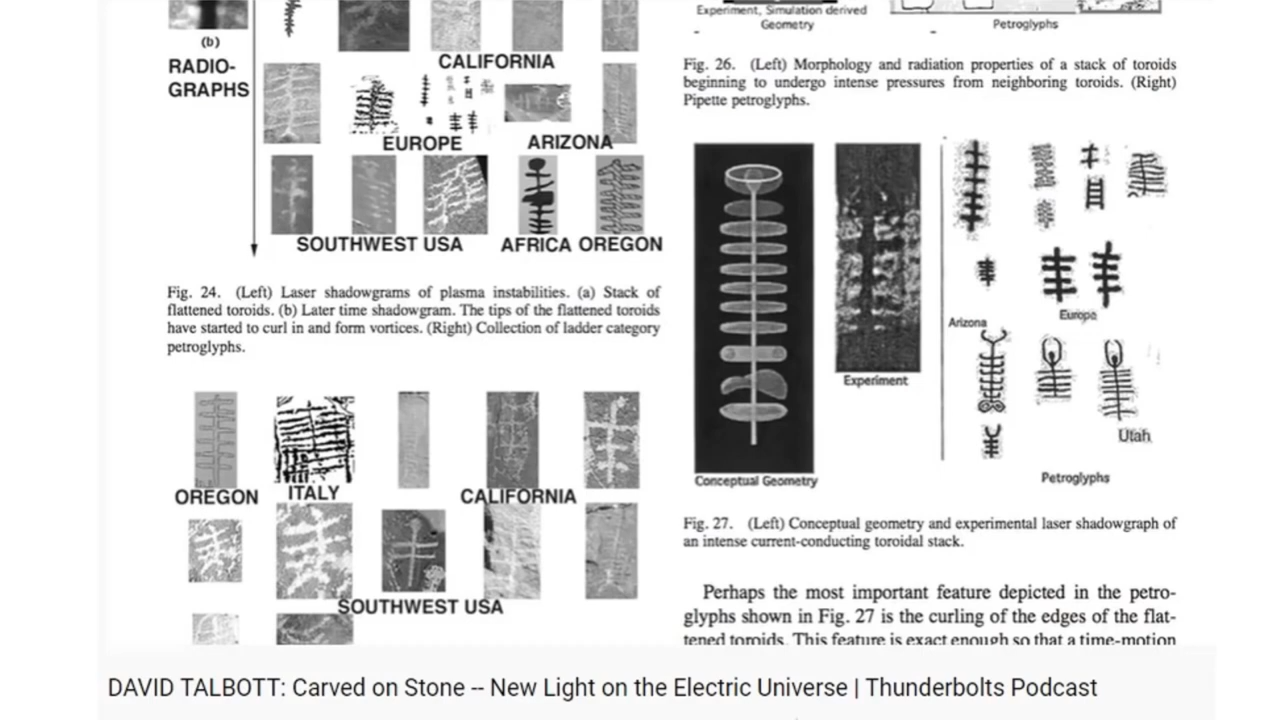 (b)
RADIO-
GRAPHS
CALIFORNIA
EUROPE
ARIZONA
SOUTHWEST USA
AFRICA OREGON
Fig. 24. (Left) Laser shadowgrams of plasma instabilities. (a) Stack of
flattened toroids. (b) Later time shadowgram. The tips of the flattened toroids
have started to curl in and form vortices. (Right) Collection of ladder category
petroglyphs.
OREGON
ITALY
CALIFORNIA
SOUTHWEST USA
Experiment, Simulation derived
Geometry
Petroglyphs
Fig. 26. (Left) Morphology and radiation properties of a stack of toroids
beginning to undergo intense pressures from neighboring toroids. (Right)
Pipette petroglyphs.
Conceptual Geometry
Experiment
Arizona
Europe
Utah
Petroglyphs
Fig. 27. (Left) Conceptual geometry and experimental laser shadowgraph of
an intense current-conducting toroidal stack.
Perhaps the most important feature depicted in the petro-
glyphs shown in Fig. 27 is the curling of the edges of the flat-
tened toroids. This feature is exact enough so that a time-motion
DAVID TALBOTT: Carved on Stone -- New Light on the Electric Universe | Thunderbolts Podcast